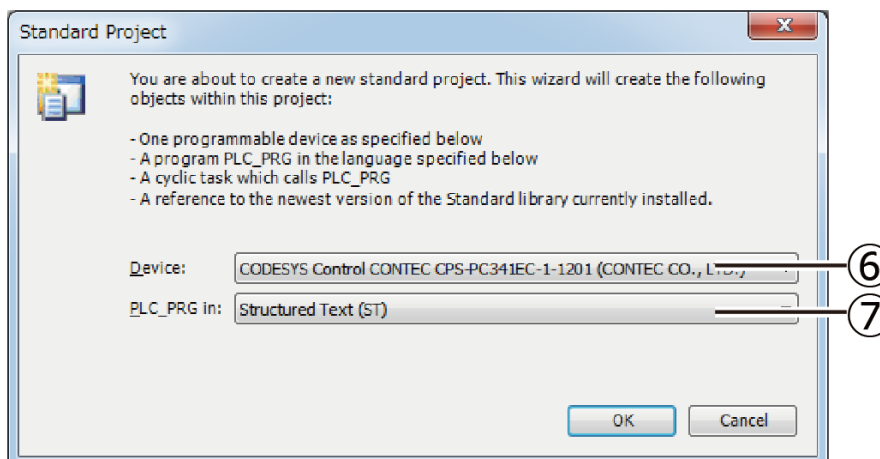 Standard Project
You are about to create a new standard project. This wizard will create the following
objects within this project:
- One programmable device as specified below
- A program PLC_PRG in the language specified below
- A cyclic task which calls PLC_PRG
- A reference to the newest version of the Standard library currently installed.
Device: CODESYS Control CONTEC CPS-PC341EC-1-1201 (CONTEC CO., LTD.)
⑥
PLC_PRG in: Structured Text (ST)
⑦
OK Cancel